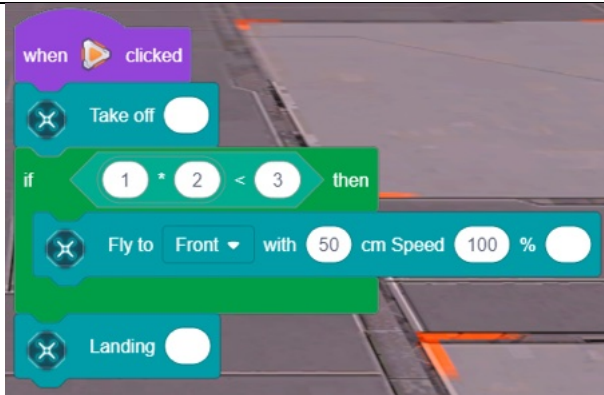 when clicked
Take off
if 1 * 2 < 3 then
Fly to Front with 50 cm Speed 100 %
Landing